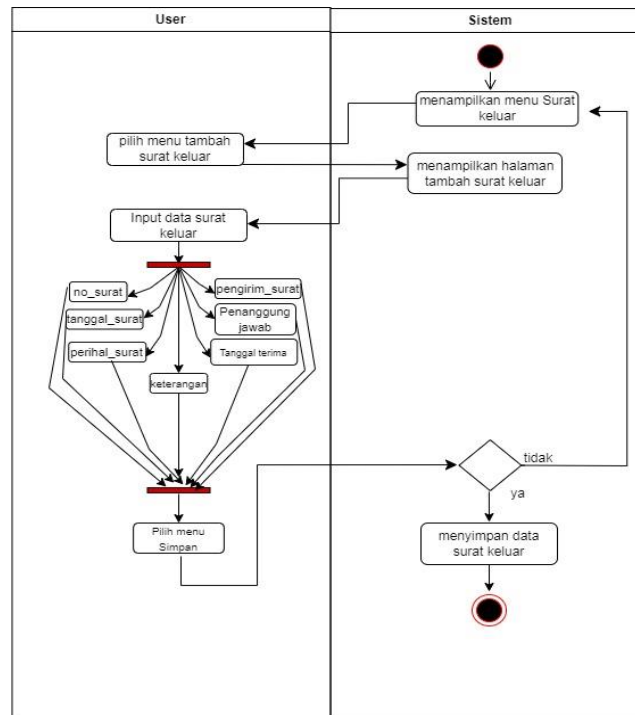 User
Sistem
menampilkan menu Surat
keluar
pilih menu tambah
surat keluar
menampilkan halaman
tambah surat keluar
Input data surat
keluar
no_surat
pengirim_surat
tanggal_surat
Penanggung
jawab
perihal_surat
Tanggal terima
keterangan
tidak
ya
Pilih menu
Simpan
menyimpan data
surat keluar